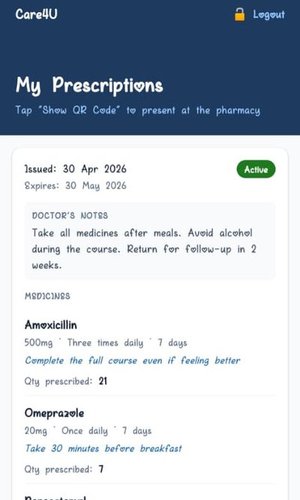 Care4U
🔓 Logout
My Prescriptions
Tap "Show QR Code" to present at the pharmacy
Issued: 30 Apr 2026
Active
Expires: 30 May 2026
DOCTOR'S NOTES
Take all medicines after meals. Avoid alcohol
during the course. Return for follow-up in 2
weeks.
MEDICINES
Amoxicillin
500mg · Three times daily · 7 days
Complete the full course even if feeling better
Qty prescribed: 21
Omeprazole
20mg · Once daily · 7 days
Take 30 minutes before breakfast
Qty prescribed: 7